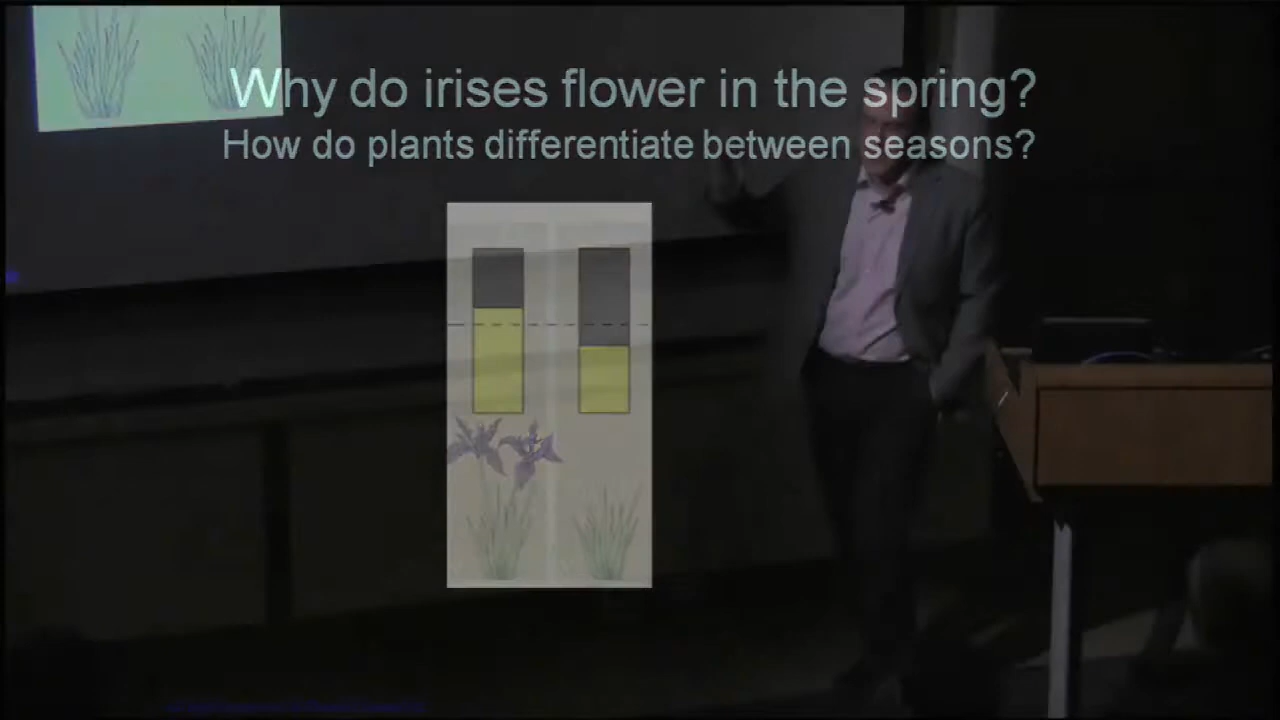 Why do irises flower in the spring?
How do plants differentiate between seasons?